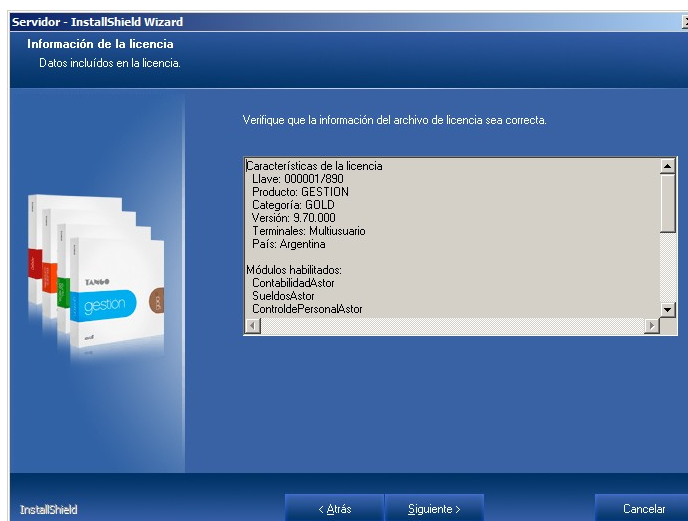 Servidor - InstallShield Wizard
Información de la licencia
Datos incluídos en la licencia.
Verifique que la información del archivo de licencia sea correcta.
Características de la licencia
Llave: 000001/890
Producto: GESTION
Categoría: GOLD
Versión: 9.70.000
Terminales: Multiusuario
País: Argentina
Módulos habilitados:
ContabilidadAstor
SueldosAstor
ControldePersonalAstor
TANGO
gestion
InstallShield
< Atrás
Siguiente >
Cancelar